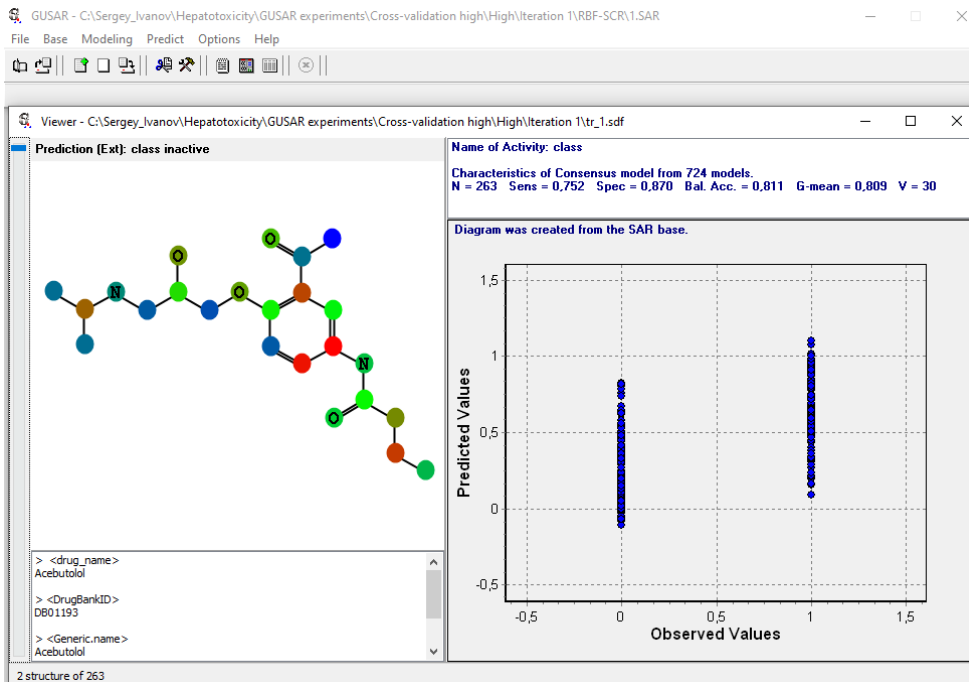 GUSAR - C:\Sergey_Ivanov\Hepatotoxicity\GUSAR experiments\Cross-validation high\High\Iteration 1\RBF-SCR\1.SAR
File Base Modeling Predict Options Help
Viewer - C:\Sergey_Ivanov\Hepatotoxicity\GUSAR experiments\Cross-validation high\High\Iteration 1\tr_1.sdf
Prediction (Ext): class inactive
O
O
N
O
N
O
> <drug_name>
Acebutolol
> <DrugBankID>
DB01193
> <Generic.name>
Acebutolol
Name of Activity: class
Characteristics of Consensus model from 724 models.
N = 263 Sens = 0,752 Spec = 0,870 Bal. Acc. = 0,811 G-mean = 0,809 V = 30
Diagram was created from the SAR base.
1,5
1
0,5
0
-0,5
Predicted Values
-0,5 0 0,5 1 1,5
Observed Values
2 structure of 263